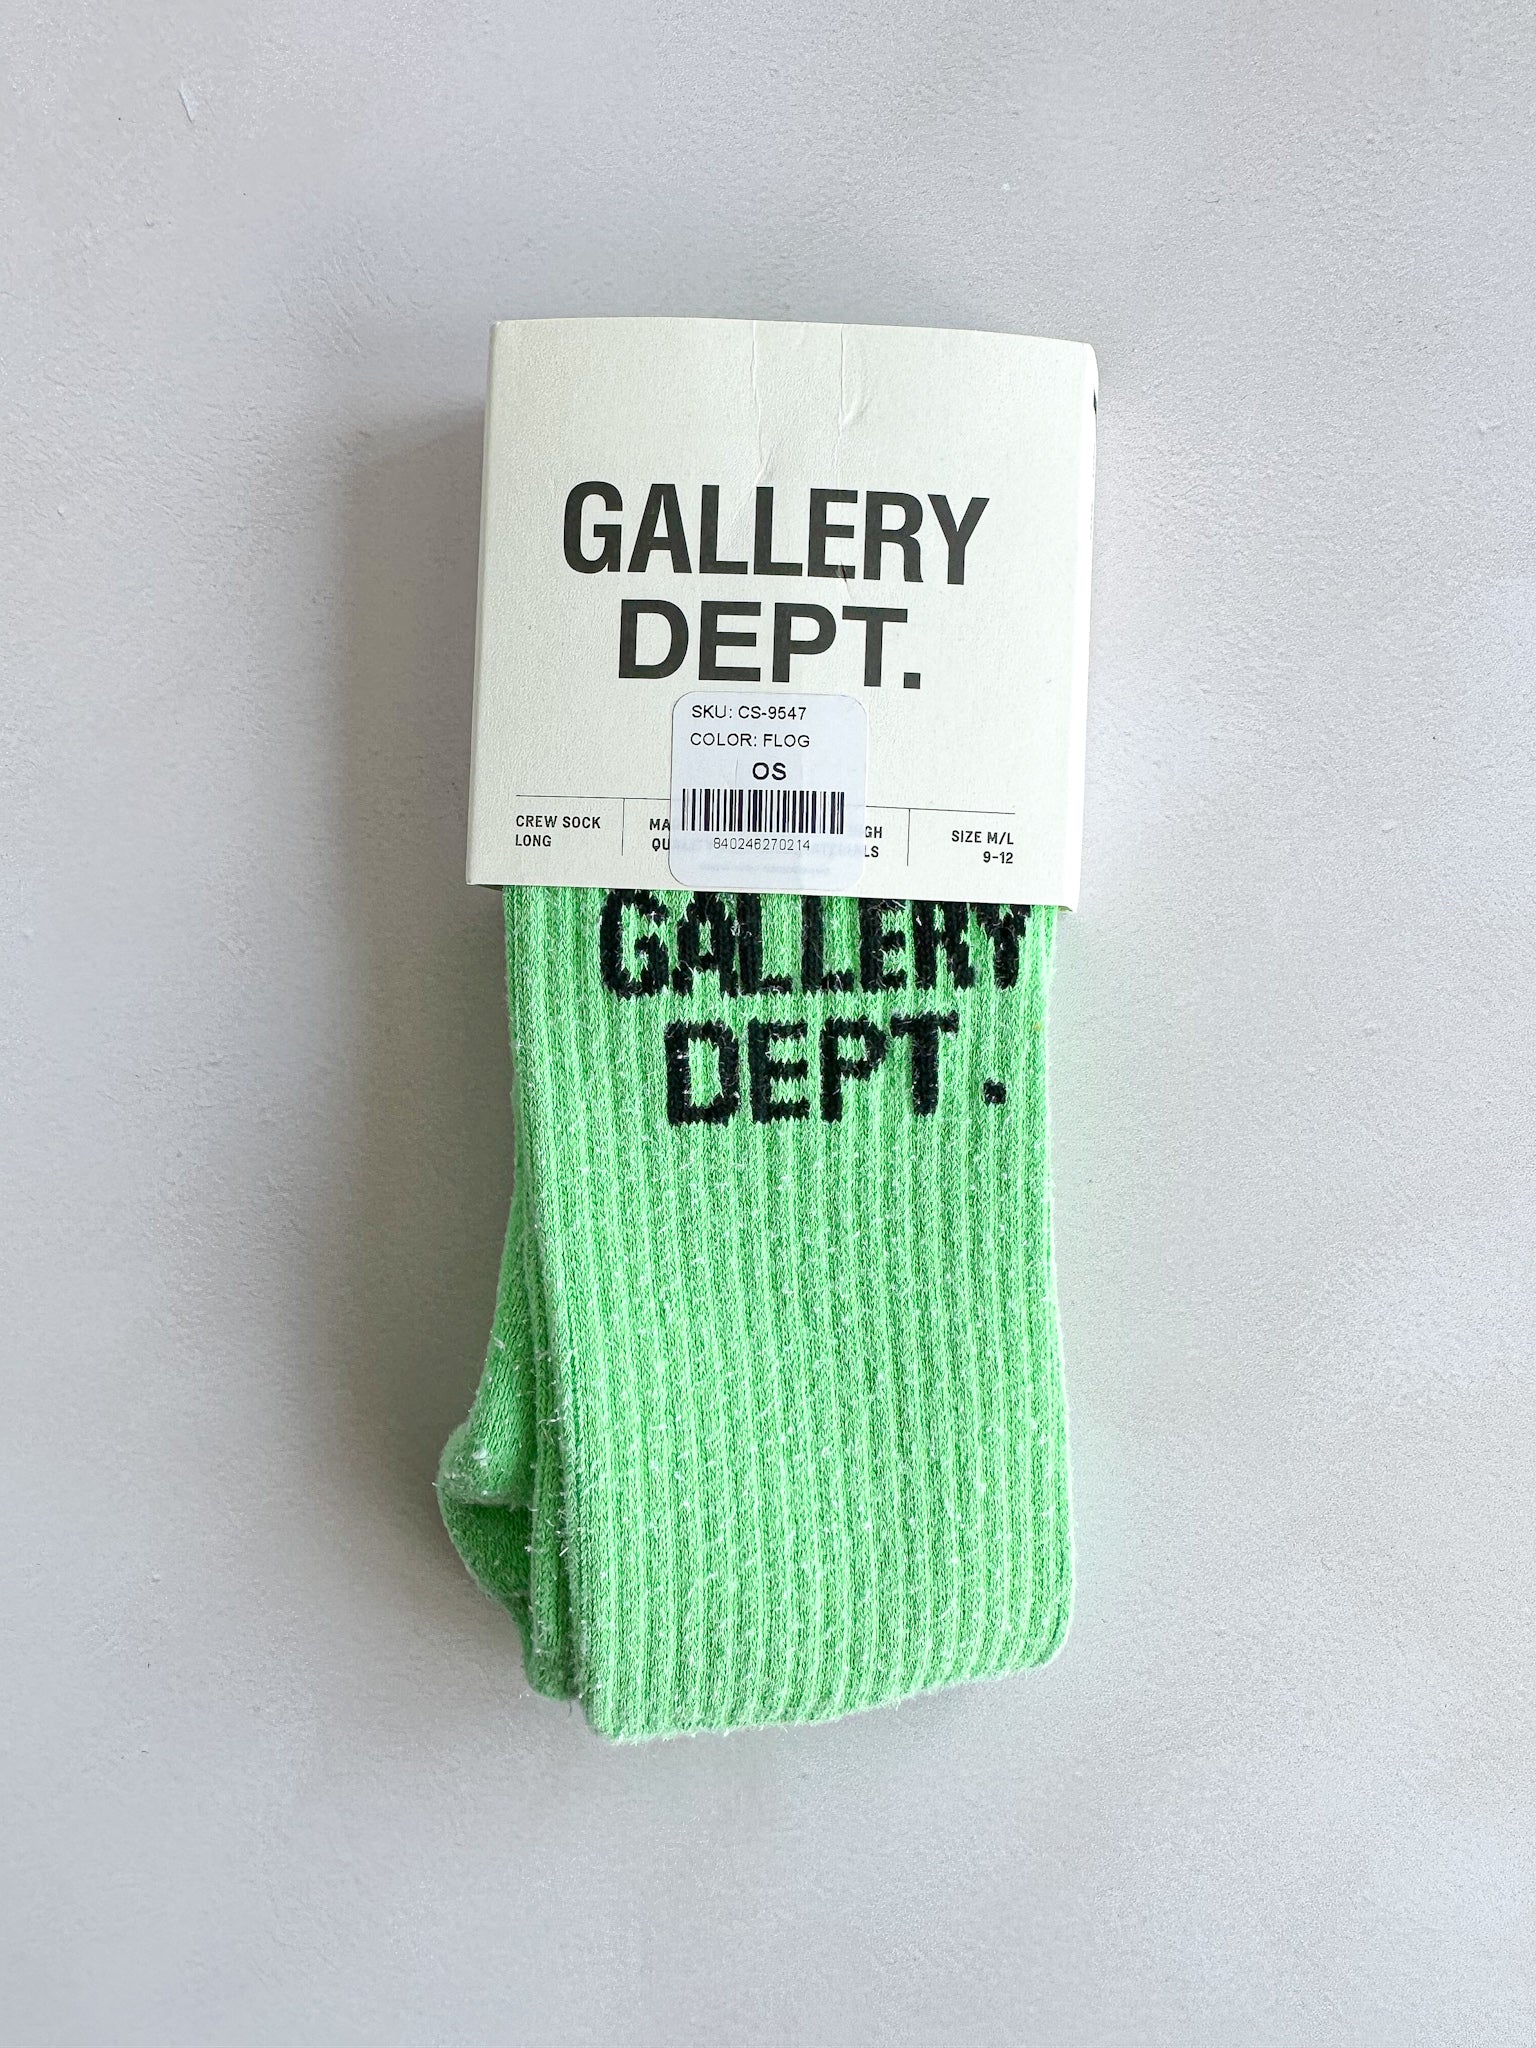 GALLERY
DEPT.
SKU: CS-9547
COLOR: FLOG
OS
840246270214
CREW SOCK
LONG
SIZE M/L
9-12
GALLERY
DEPT.